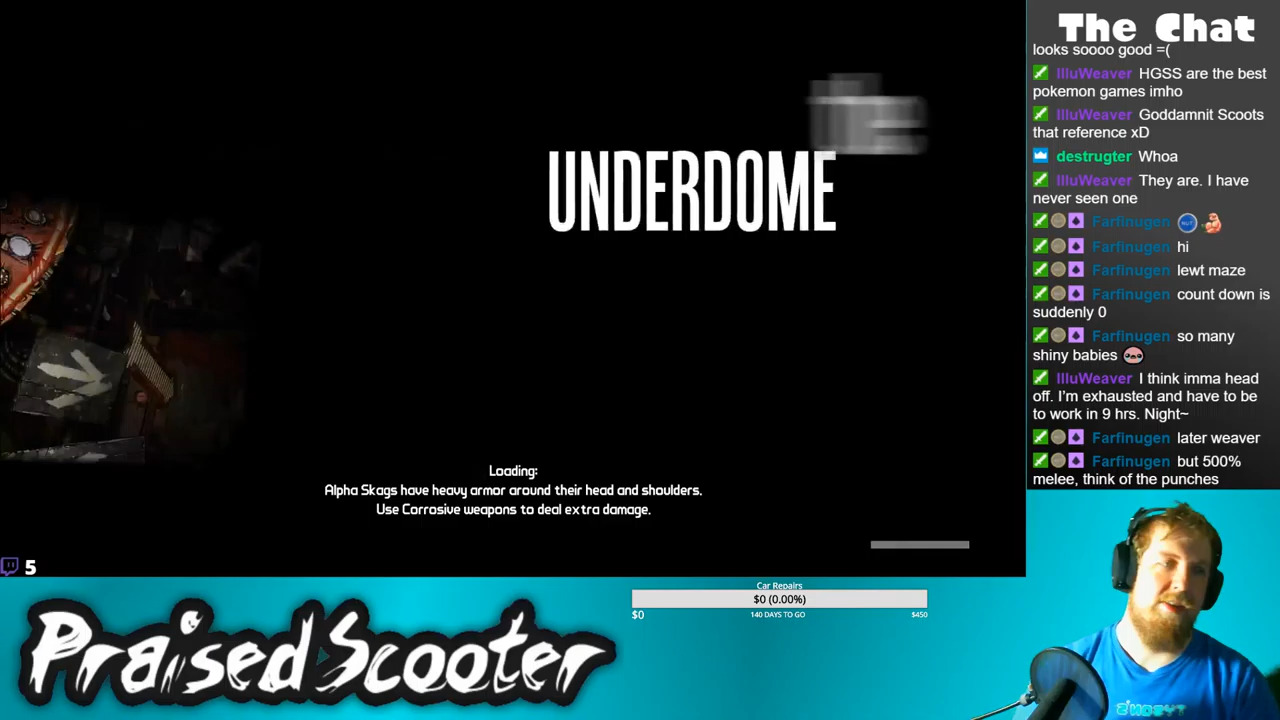 The Chat
looks soooo good =(
IlluWeaver HGSS are the best
pokemon games imho
IlluWeaver Goddamnit Scoots
that reference xD
destrugter Whoa
IlluWeaver They are. I have
never seen one
Farfinugen
Farfinugen hi
Farfinugen lewt maze
Farfinugen count down is
suddenly 0
Farfinugen so many
shiny babies
IlluWeaver I think imma head
off. I'm exhausted and have to be
to work in 9 hrs. Night~
Farfinugen later weaver
Farfinugen but 500%
melee, think of the punches
UNDERDOME
Loading:
Alpha Skags have heavy armor around their head and shoulders.
Use Corrosive weapons to deal extra damage.
5
Car Repairs
$0 (0.00%)
$0 140 DAYS TO GO $450
PraisedScooter